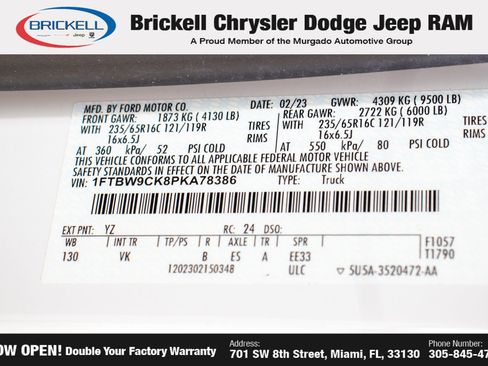 BRICKELL
Jeep
Brickell Chrysler Dodge Jeep RAM
A Proud Member of the Murgado Automotive Group
MFD. BY FORD MOTOR CO.
02/23 GVWR: 4309 KG ( 9500 LB)
FRONT GAWR: 1873 KG ( 4130 LB)
REAR GAWR: 2722 KG ( 6000 LB)
WITH 235/65R16C 121/119R TIRES WITH 235/65R16C 121/119R TIRES
16x6.5J RIMS 16x6.5J RIMS
AT 360 kPa/ 52 PSI COLD AT 550 kPa/ 80 PSI COLD
THIS VEHICLE CONFORMS TO ALL APPLICABLE FEDERAL MOTOR VEHICLE
SAFETY STANDARDS IN EFFECT ON THE DATE OF MANUFACTURE SHOWN ABOVE.
VIN: 1FTBW9CK8PKA78386 TYPE: Truck
EXT PNT: YZ RC: 24 DSO:
WB INT TR TP/PS R AXLE TR SPR F1057
130 VK B E5 A EE33 T1790
1202302150348 ULC 5U5A-3520472-AA
OW OPEN! Double Your Factory Warranty
Address:
701 SW 8th Street, Miami, FL, 33130
Phone Number:
305-845-47